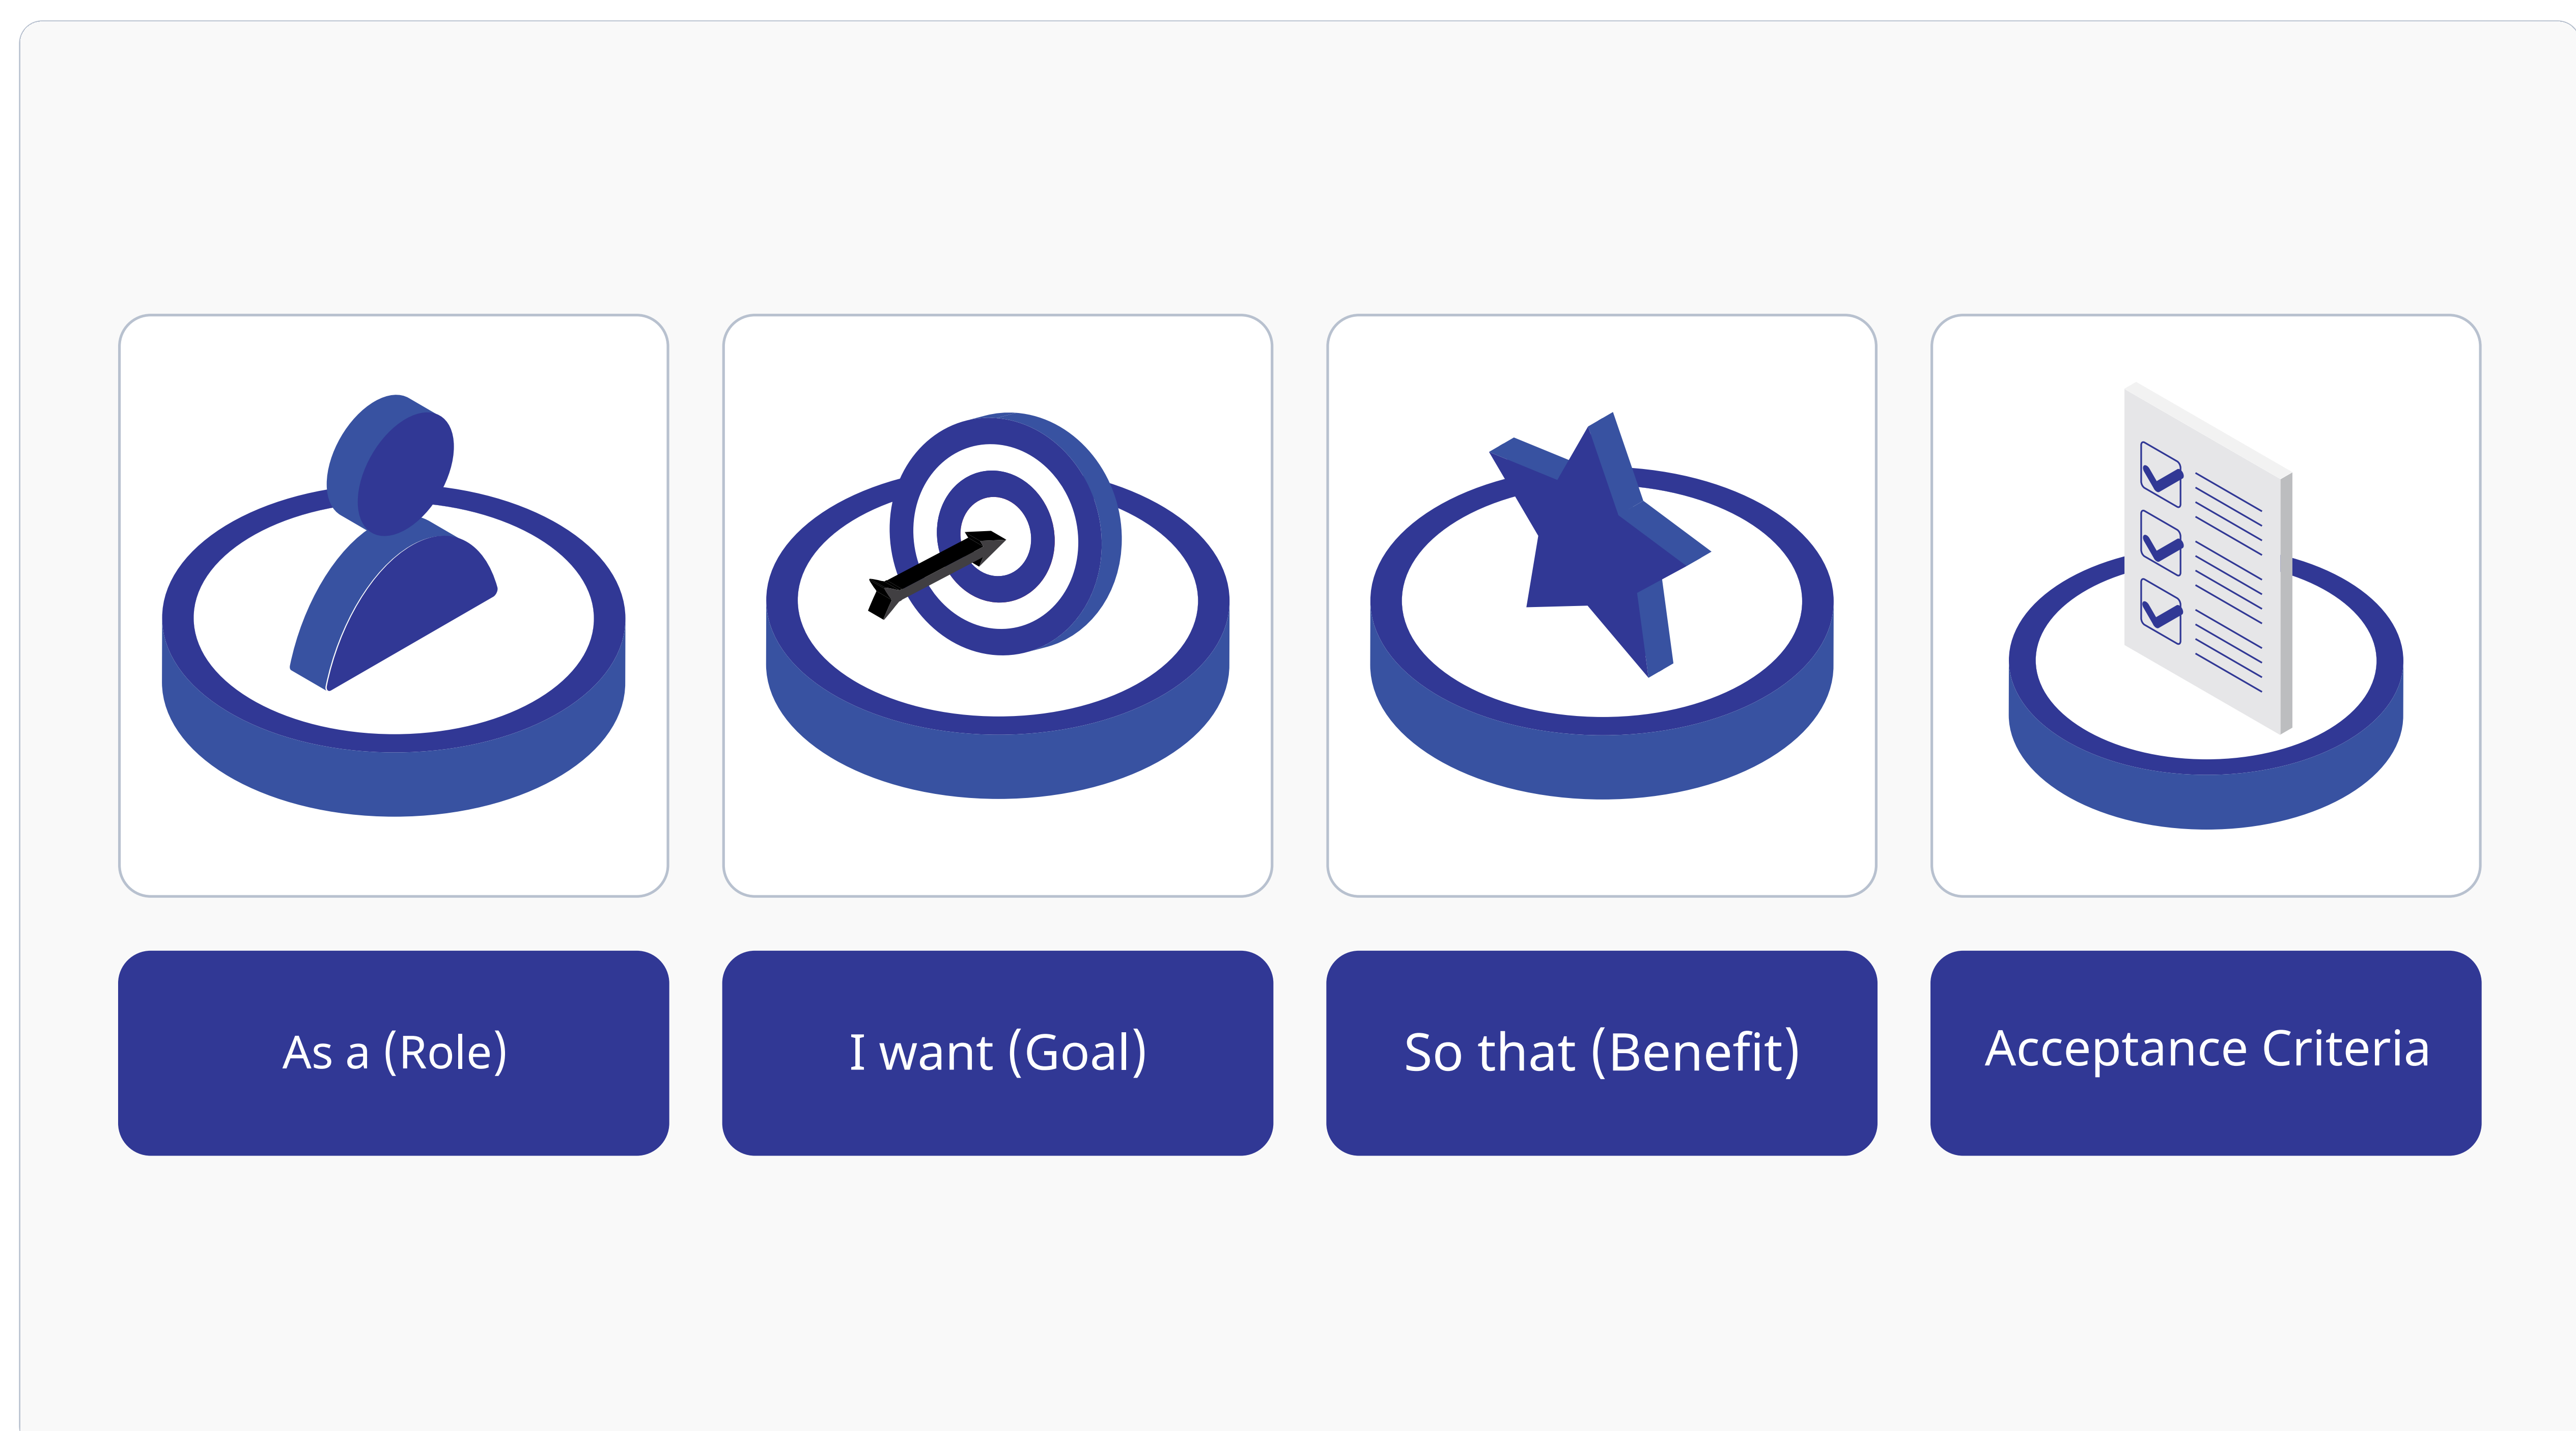 As a (Role)
I want (Goal)
So that (Benefit)
Acceptance Criteria